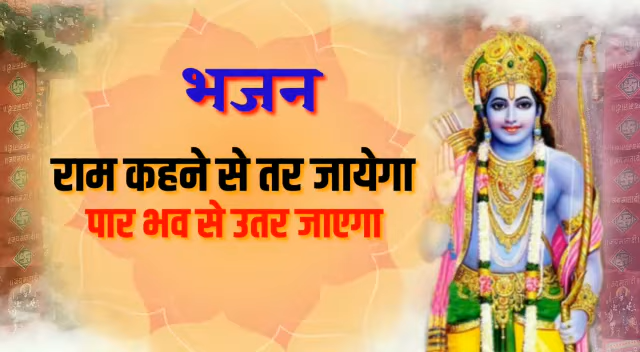 भजन
राम कहने से तर जायेगा
पार भव से उतर जाएगा